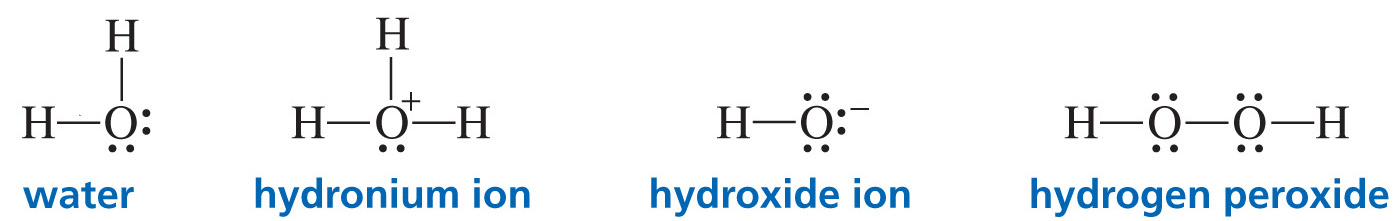 H H
H—O: H—O⁺—H H—O:⁻ H—O—O—H
water hydronium ion hydroxide ion hydrogen peroxide